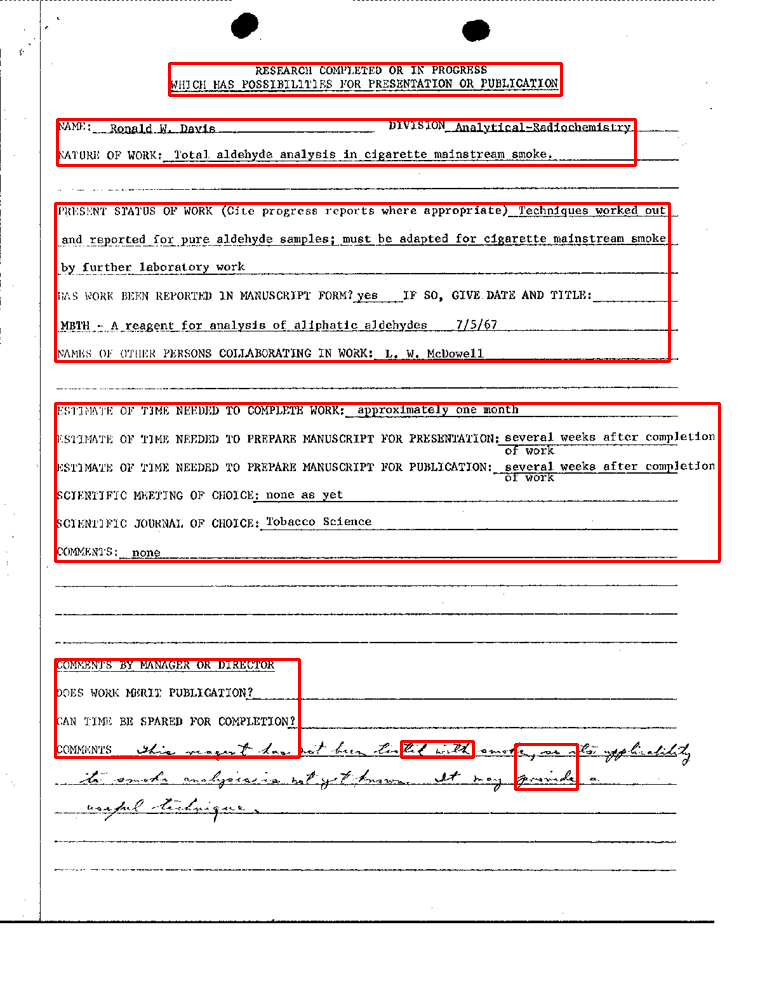 RESEARCH COMPLETED OR IN PROGRESS
WHICH HAS POSSIBILITIES FOR PRESENTATION OR PUBLICATION
NAME: Ronald W. Davis DIVISION Analytical-Radiochemistry
NATURE OF WORK: Total aldehyde analysis in cigarette mainstream smoke.
PRESENT STATUS OF WORK (Cite progress reports where appropriate) Techniques worked out
and reported for pure aldehyde samples; must be adapted for cigarette mainstream smoke
by further laboratory work
HAS WORK BEEN REPORTED IN MANUSCRIPT FORM? yes IF SO, GIVE DATE AND TITLE:
MBTH - A reagent for analysis of aliphatic aldehydes 7/5/67
NAMES OF OTHER PERSONS COLLABORATING IN WORK: L. W. McDowell
ESTIMATE OF TIME NEEDED TO COMPLETE WORK: approximately one month
ESTIMATE OF TIME NEEDED TO PREPARE MANUSCRIPT FOR PRESENTATION: several weeks after completion
of work
ESTIMATE OF TIME NEEDED TO PREPARE MANUSCRIPT FOR PUBLICATION: several weeks after completion
of work
SCIENTIFIC MEETING OF CHOICE: none as yet
SCIENTIFIC JOURNAL OF CHOICE: Tobacco Science
COMMENTS: none
COMMENTS BY MANAGER OR DIRECTOR
DOES WORK MERIT PUBLICATION?
CAN TIME BE SPARED FOR COMPLETION?
COMMENTS This reagent has not been tested with smoke, so its applicability
to smoke analysis is not yet known. It may provide a
useful technique.